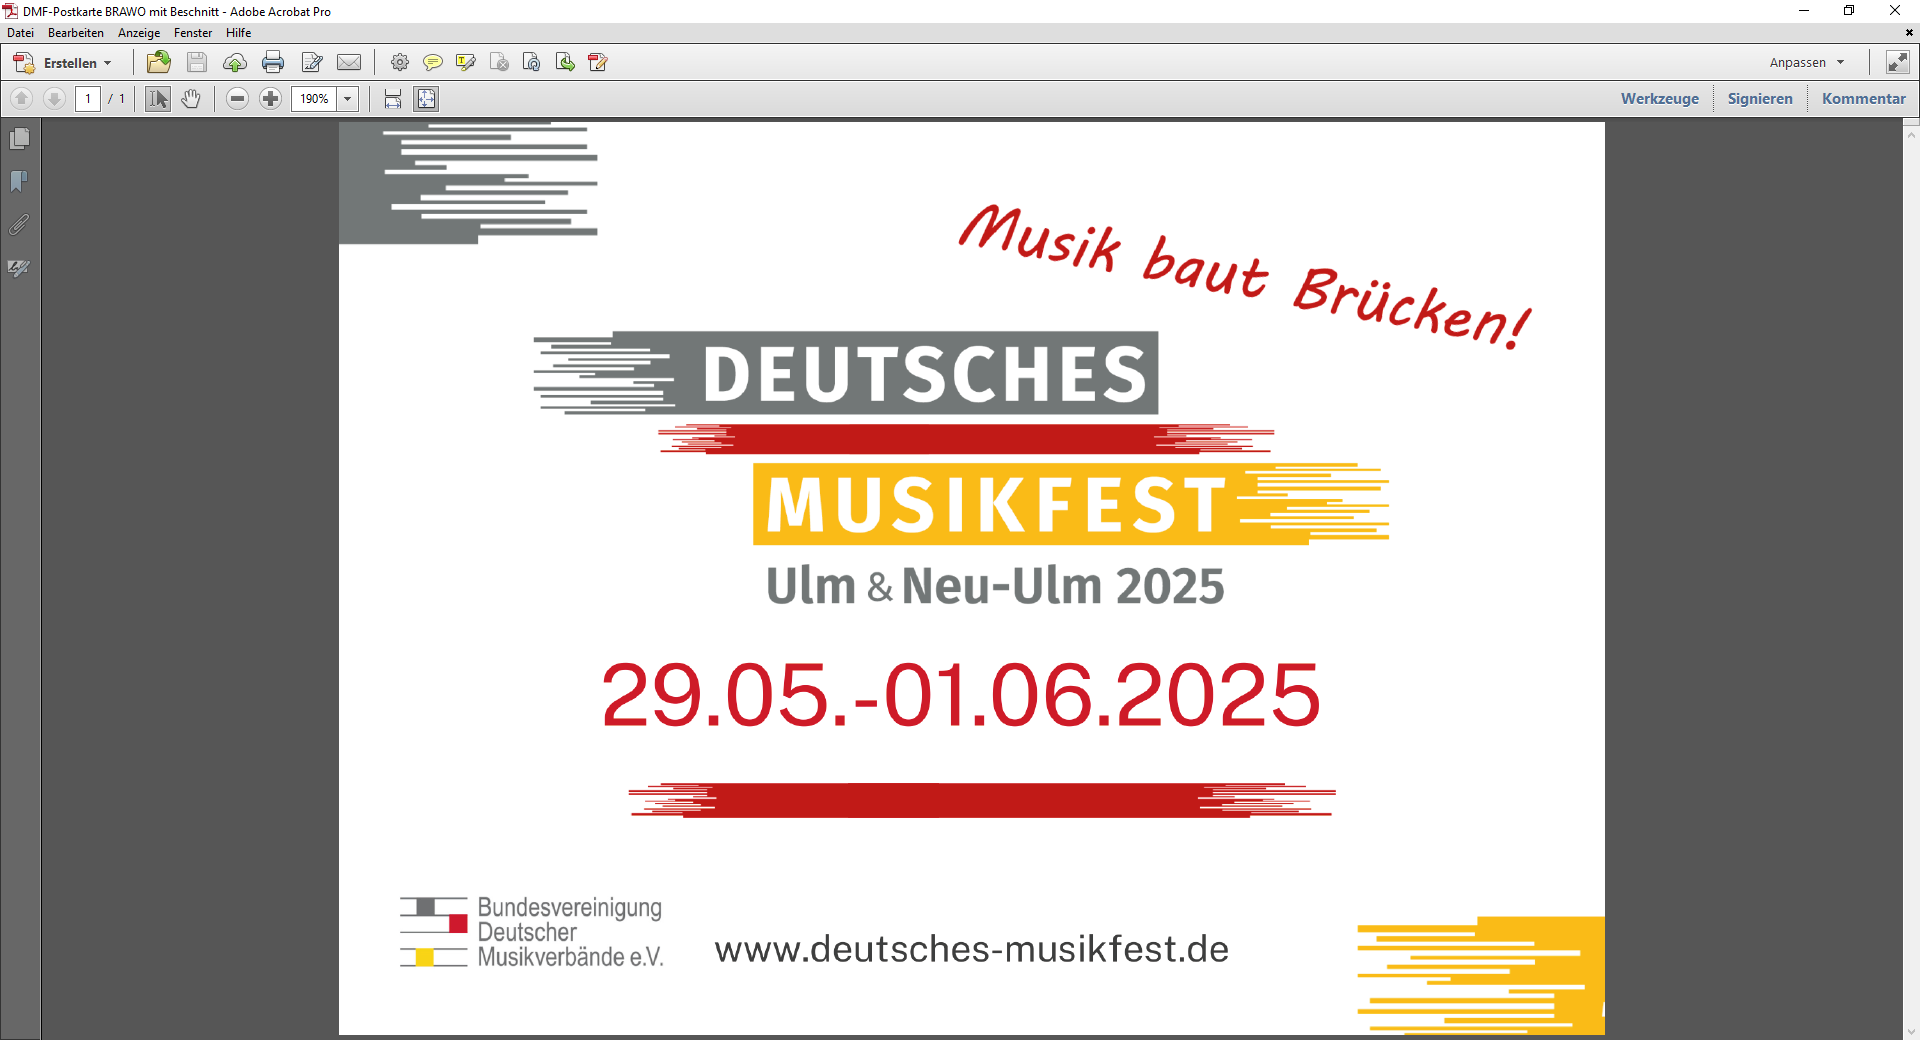 DMF-Postkarte BRAWO mit Beschnitt - Adobe Acrobat Pro
Datei Bearbeiten Anzeige Fenster Hilfe
Erstellen
Anpassen
1 / 1
190%
Werkzeuge Signieren Kommentar
Musik baut Brücken!
DEUTSCHES
MUSIKFEST
Ulm & Neu-Ulm 2025
29.05.-01.06.2025
Bundesvereinigung
Deutscher
Musikverbände e.V.
www.deutsches-musikfest.de